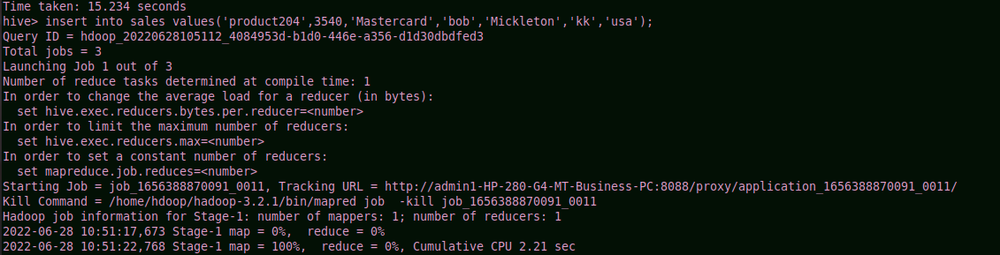 Time taken: 15.234 seconds
hive> insert into sales values('product204',3540,'Mastercard','bob','Mickleton','kk','usa');
Query ID = hdoop_20220628105112_4084953d-b1d0-446e-a356-d1d30dbdfed3
Total jobs = 3
Launching Job 1 out of 3
Number of reduce tasks determined at compile time: 1
In order to change the average load for a reducer (in bytes):
  set hive.exec.reducers.bytes.per.reducer=<number>
In order to limit the maximum number of reducers:
  set hive.exec.reducers.max=<number>
In order to set a constant number of reducers:
  set mapreduce.job.reduces=<number>
Starting Job = job_1656388870091_0011, Tracking URL = http://admin1-HP-280-G4-MT-Business-PC:8088/proxy/application_1656388870091_0011/
Kill Command = /home/hdoop/hadoop-3.2.1/bin/mapred job  -kill job_1656388870091_0011
Hadoop job information for Stage-1: number of mappers: 1; number of reducers: 1
2022-06-28 10:51:17,673 Stage-1 map = 0%,  reduce = 0%
2022-06-28 10:51:22,768 Stage-1 map = 100%,  reduce = 0%, Cumulative CPU 2.21 sec